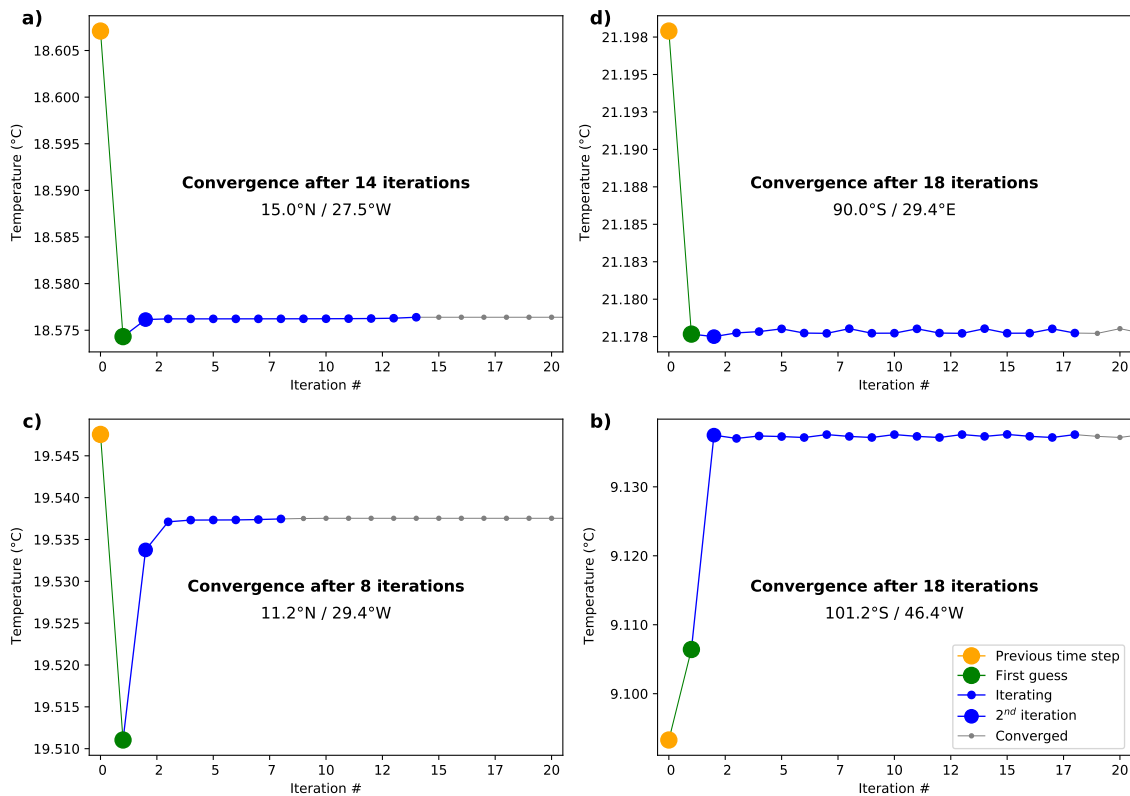 a)
18.605
18.600
18.595
18.590
18.585
18.580
18.575
Temperature (°C)
Convergence after 14 iterations
15.0°N / 27.5°W
0 2 5 7 10 13 15 17 20
Iteration #
d)
21.198
21.195
21.193
21.190
21.188
21.185
21.183
21.180
21.178
Temperature (°C)
Convergence after 18 iterations
90.0°S / 29.4°E
0 2 5 7 10 13 15 17 20
Iteration #
c)
19.545
19.540
19.535
19.530
19.525
19.520
19.515
19.510
Temperature (°C)
Convergence after 8 iterations
11.2°N / 29.4°W
0 2 5 7 10 13 15 17 20
Iteration #
b)
9.130
9.120
9.110
9.100
Temperature (°C)
Convergence after 18 iterations
101.2°S / 46.4°W
Previous time step
First guess
Iterating
2nd iteration
Converged
0 2 5 7 10 13 15 17 20
Iteration #